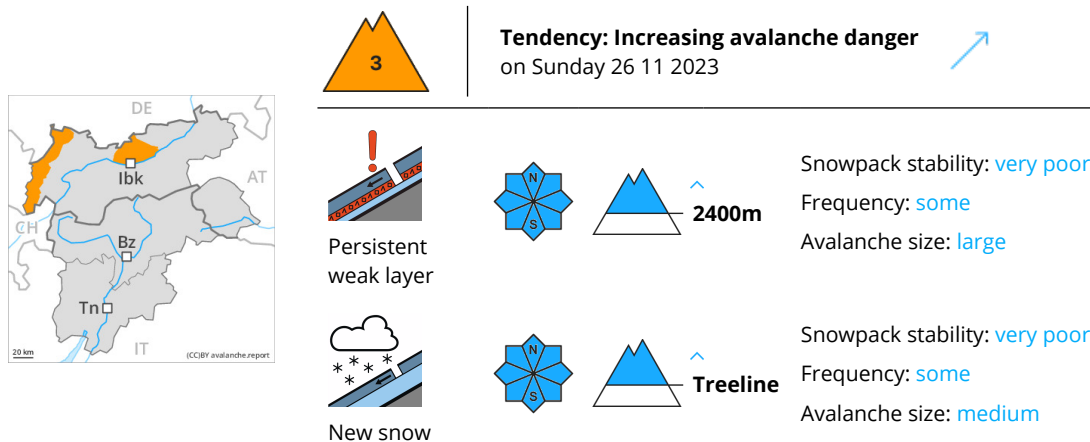 3
Tendency: Increasing avalanche danger
on Sunday 26 11 2023
DE
AT
Ibk
CH
Bz
Tn
IT
20 km
(CC)BY avalanche.report
Persistent
weak layer
N
S
2400m
Snowpack stability: very poor
Frequency: some
Avalanche size: large
New snow
N
S
Treeline
Snowpack stability: very poor
Frequency: some
Avalanche size: medium